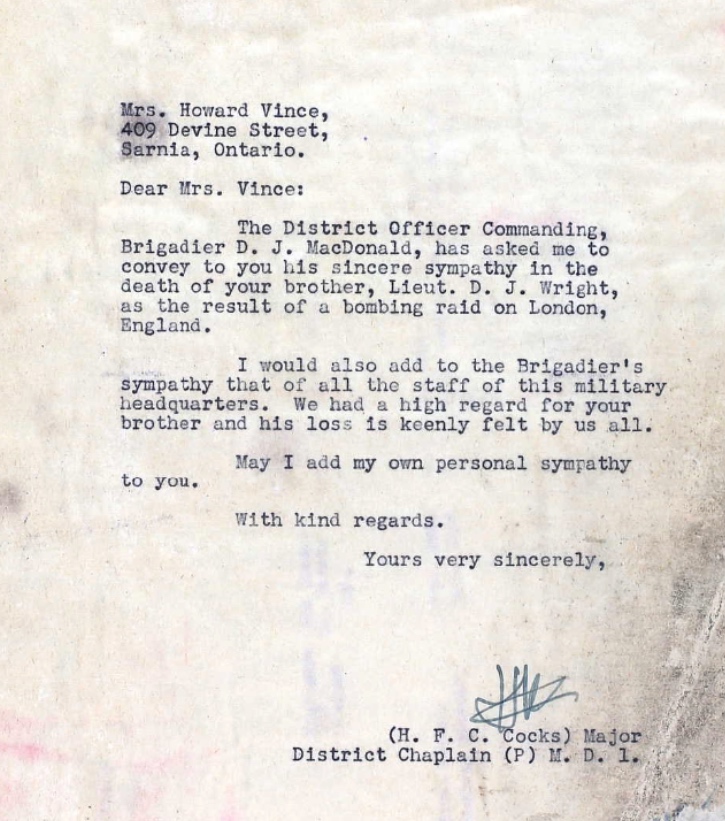 Mrs. Howard Vince,
409 Devine Street,
Sarnia, Ontario.
Dear Mrs. Vince:
The District Officer Commanding,
Brigadier D. J. MacDonald, has asked me to
convey to you his sincere sympathy in the
death of your brother, Lieut. D. J. Wright,
as the result of a bombing raid on London,
England.
I would also add to the Brigadier's
sympathy that of all the staff of this military
headquarters. We had a high regard for your
brother and his loss is keenly felt by us all.
May I add my own personal sympathy
to you.
With kind regards.
Yours very sincerely,
(H. F. C. Cocks) Major
District Chaplain (P) M. D. 1.